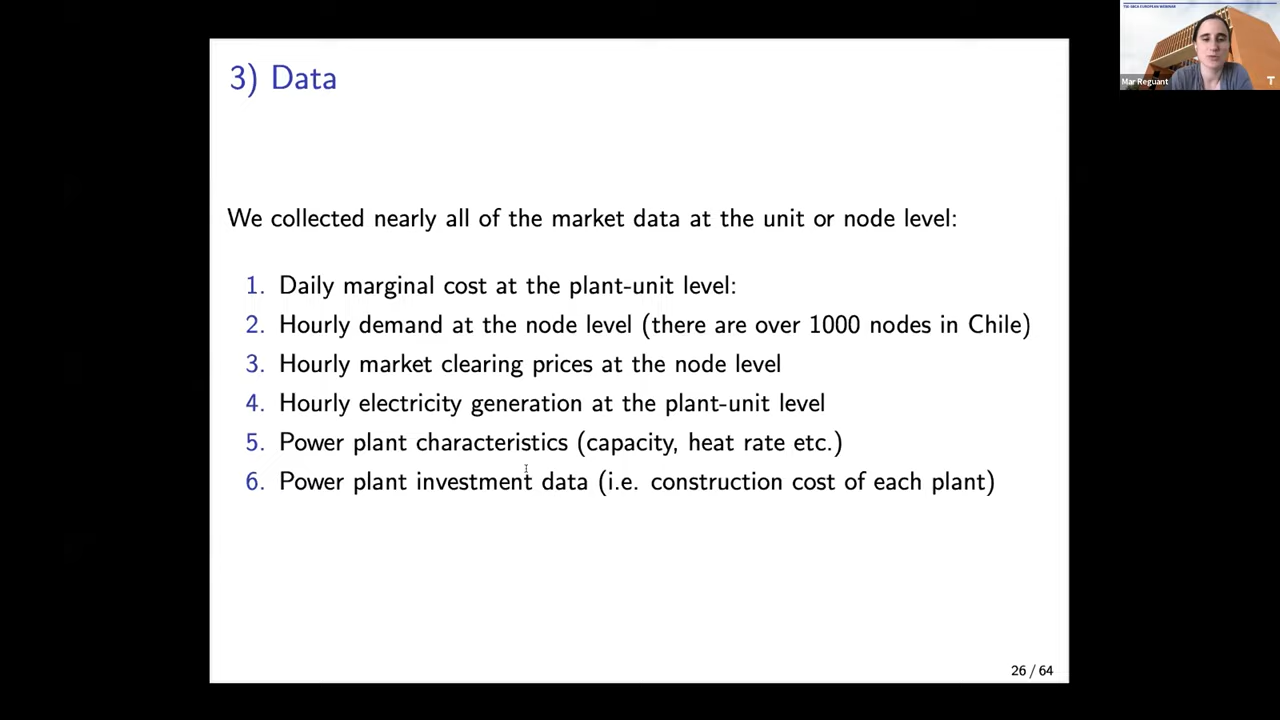 3) Data
We collected nearly all of the market data at the unit or node level:
1. Daily marginal cost at the plant-unit level:
2. Hourly demand at the node level (there are over 1000 nodes in Chile)
3. Hourly market clearing prices at the node level
4. Hourly electricity generation at the plant-unit level
5. Power plant characteristics (capacity, heat rate etc.)
6. Power plant investment data (i.e. construction cost of each plant)
26 / 64
Mar Reguant
T